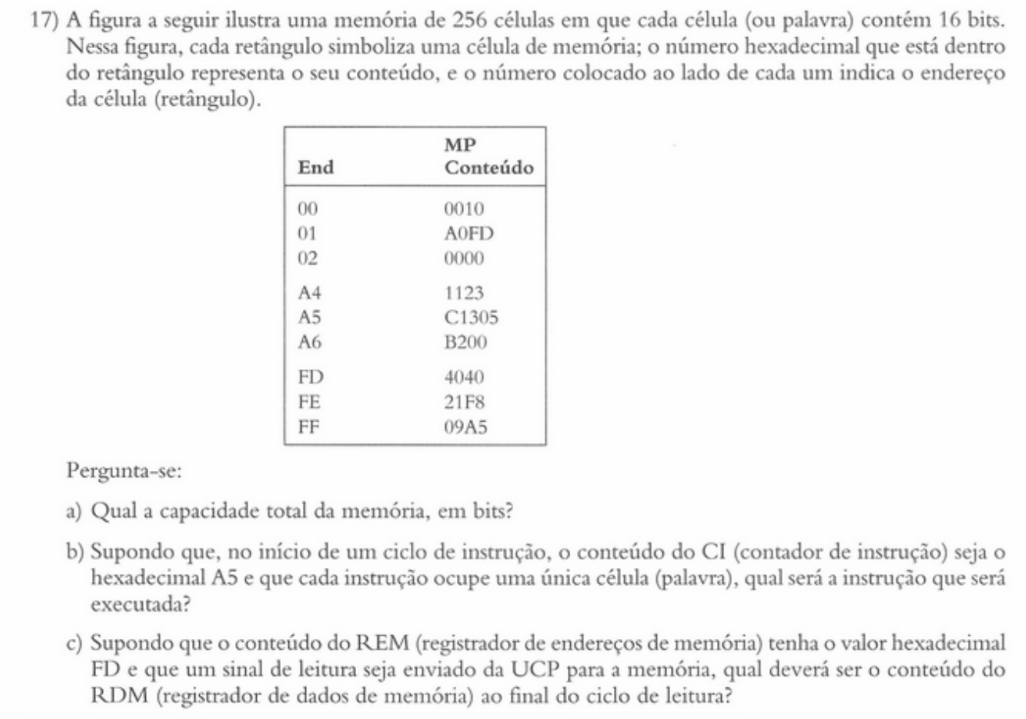 17) A figura a seguir ilustra uma memória de 256 células em que cada célula (ou palavra) contém 16 bits.
Nessa figura, cada retângulo simboliza uma célula de memória; o número hexadecimal que está dentro
do retângulo representa o seu conteúdo, e o número colocado ao lado de cada um indica o endereço
da célula (retângulo).
MP
End Conteúdo
00 0010
01 A0FD
02 0000
A4 1123
A5 C1305
A6 B200
FD 4040
FE 21F8
FF 09A5
Pergunta-se:
a) Qual a capacidade total da memória, em bits?
b) Supondo que, no início de um ciclo de instrução, o conteúdo do CI (contador de instrução) seja o
hexadecimal A5 e que cada instrução ocupe uma única célula (palavra), qual será a instrução que será
executada?
c) Supondo que o conteúdo do REM (registrador de endereços de memória) tenha o valor hexadecimal
FD e que um sinal de leitura seja enviado da UCP para a memória, qual deverá ser o conteúdo do
RDM (registrador de dados de memória) ao final do ciclo de leitura?